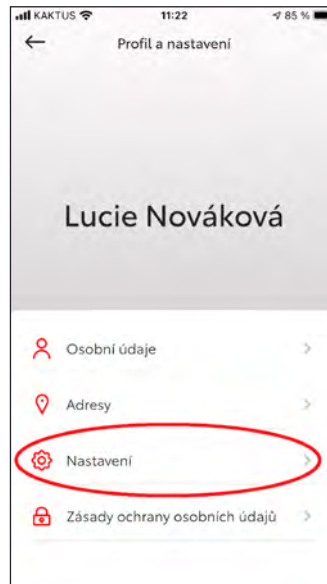 KAKTUS 11:22 85 %
Profil a nastavení
Lucie Nováková
Osobní údaje
Adresy
Nastavení
Zásady ochrany osobních údajů